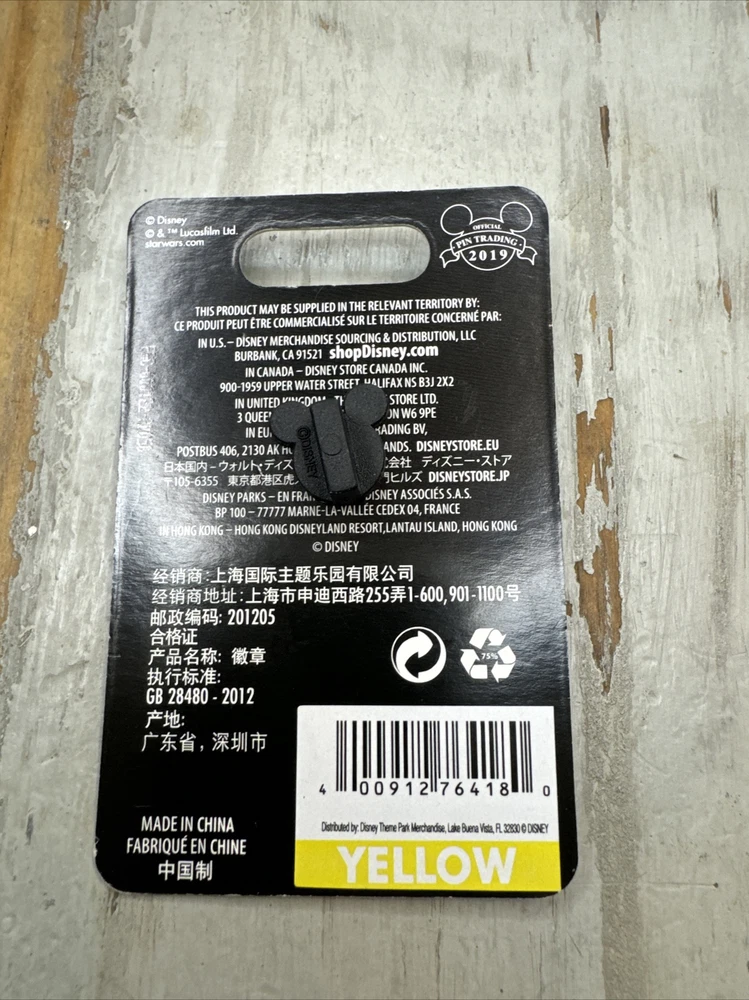 © Disney
© & ™ Lucasfilm Ltd.
starwars.com
OFFICIAL
PIN TRADING
2019
THIS PRODUCT MAY BE SUPPLIED IN THE RELEVANT TERRITORY BY:
CE PRODUIT PEUT ÊTRE COMMERCIALISÉ SUR LE TERRITOIRE CONCERNÉ PAR:
IN U.S. – DISNEY MERCHANDISE SOURCING & DISTRIBUTION, LLC
BURBANK, CA 91521 shopDisney.com
IN CANADA – DISNEY STORE CANADA INC.
900-1959 UPPER WATER STREET, HALIFAX NS B3J 2X2
IN UNITED STORE LTD.
3 W6 9PE
IN BV,
POSTBUS 406, 2130 AK DISNEYSTORE.EU
日本国内 – ウォルト・ディズ 式会社 ディズニー・ストア
〒105-6355 東京都港区虎 門ヒルズ DISNEYSTORE.JP
DISNEY PARKS – EN DISNEY ASSOCIÉS S.A.S.
BP 100 – 77777 MARNE-LA-VALLÉE CEDEX 04, FRANCE
IN HONG KONG – HONG KONG DISNEYLAND RESORT, LANTAU ISLAND, HONG KONG
© DISNEY
©DISNEY
经销商:上海国际主题乐园有限公司
经销商地址:上海市申迪西路255弄1-600,901-1100号
邮政编码: 201205
合格证
产品名称: 徽章
执行标准:
GB 28480 - 2012
产地:
广东省, 深圳市
75%
MADE IN CHINA
FABRIQUÉ EN CHINE
中国制
4 00912 76418 0
Distributed by: Disney Theme Park Merchandise, Lake Buena Vista, FL 32830 © DISNEY
YELLOW